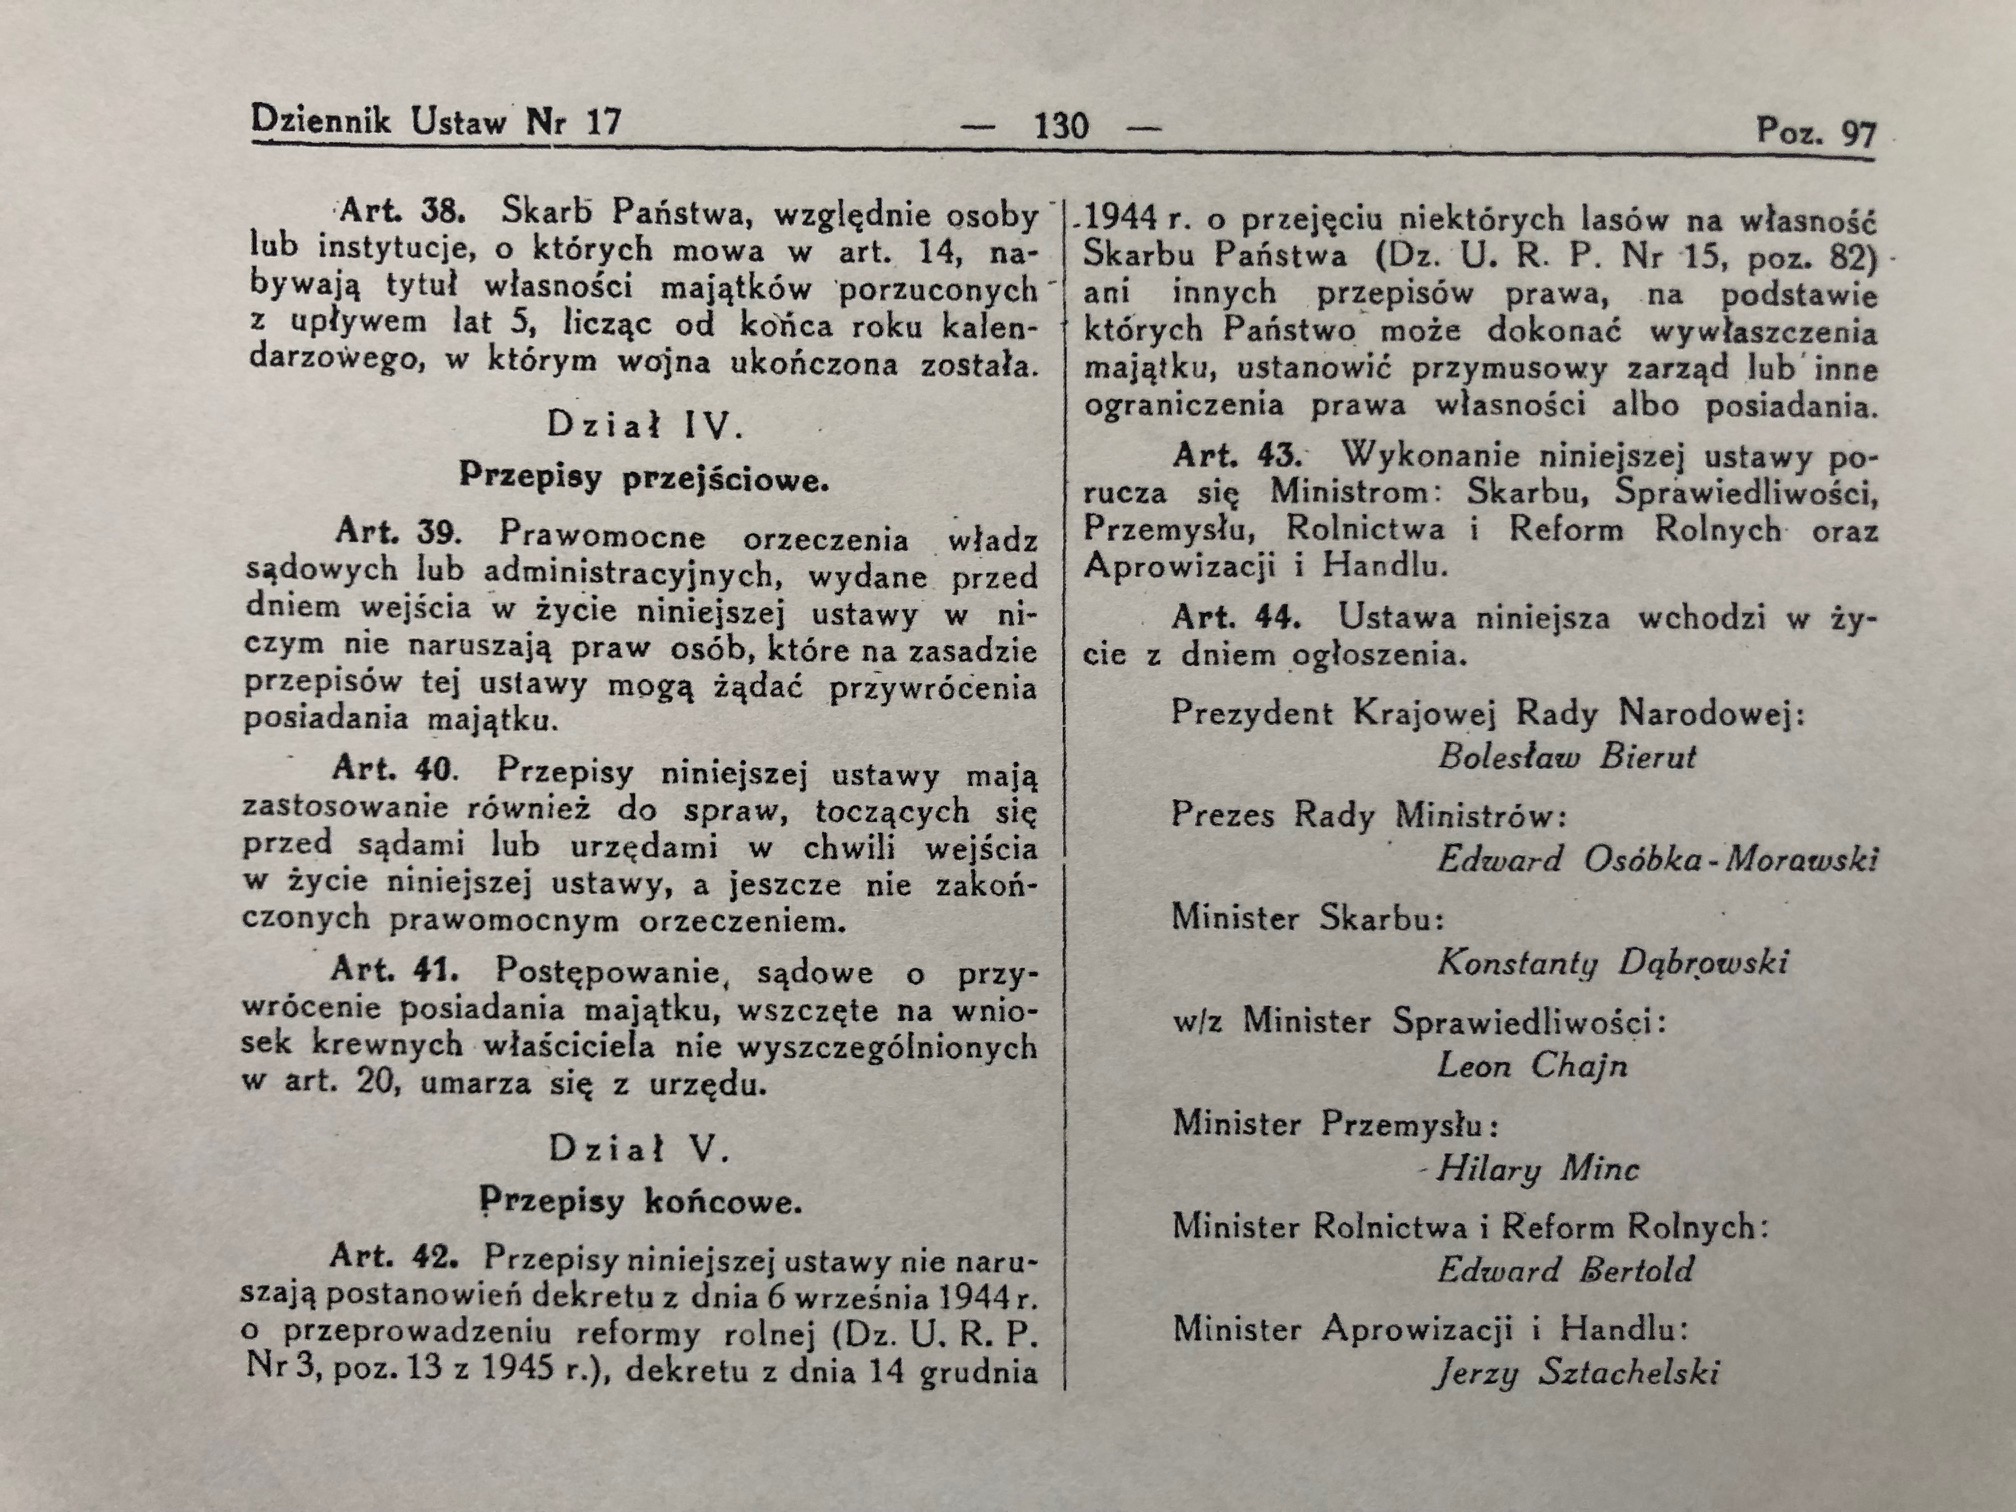 Dziennik Ustaw Nr 17 — 130 — Poz. 97
Art. 38. Skarb Państwa, względnie osoby
lub instytucje, o których mowa w art. 14, na-
bywają tytuł własności majątków porzuconych
z upływem lat 5, licząc od końca roku kalen-
darzowego, w którym wojna ukończona została.
Dział IV.
Przepisy przejściowe.
Art. 39. Prawomocne orzeczenia władz
sądowych lub administracyjnych, wydane przed
dniem wejścia w życie niniejszej ustawy w ni-
czym nie naruszają praw osób, które na zasadzie
przepisów tej ustawy mogą żądać przywrócenia
posiadania majątku.
Art. 40. Przepisy niniejszej ustawy mają
zastosowanie również do spraw, toczących się
przed sądami lub urzędami w chwili wejścia
w życie niniejszej ustawy, a jeszcze nie zakoń-
czonych prawomocnym orzeczeniem.
Art. 41. Postępowanie, sądowe o przy-
wrócenie posiadania majątku, wszczęte na wnio-
sek krewnych właściciela nie wyszczególnionych
w art. 20, umarza się z urzędu.
Dział V.
Przepisy końcowe.
Art. 42. Przepisy niniejszej ustawy nie naru-
szają postanowień dekretu z dnia 6 września 1944 r.
o przeprowadzeniu reformy rolnej (Dz. U. R. P.
Nr 3, poz. 13 z 1945 r.), dekretu z dnia 14 grudnia
1944 r. o przejęciu niektórych lasów na własność
Skarbu Państwa (Dz. U. R. P. Nr 15, poz. 82)
ani innych przepisów prawa, na podstawie
których Państwo może dokonać wywłaszczenia
majątku, ustanowić przymusowy zarząd lub inne
ograniczenia prawa własności albo posiadania.
Art. 43. Wykonanie niniejszej ustawy po-
rucza się Ministrom: Skarbu, Sprawiedliwości,
Przemysłu, Rolnictwa i Reform Rolnych oraz
Aprowizacji i Handlu.
Art. 44. Ustawa niniejsza wchodzi w ży-
cie z dniem ogłoszenia.
Prezydent Krajowej Rady Narodowej:
Bolesław Bierut
Prezes Rady Ministrów:
Edward Osóbka-Morawski
Minister Skarbu:
Konstanty Dąbrowski
w/z Minister Sprawiedliwości:
Leon Chajn
Minister Przemysłu:
Hilary Minc
Minister Rolnictwa i Reform Rolnych:
Edward Bertold
Minister Aprowizacji i Handlu:
Jerzy Sztachelski